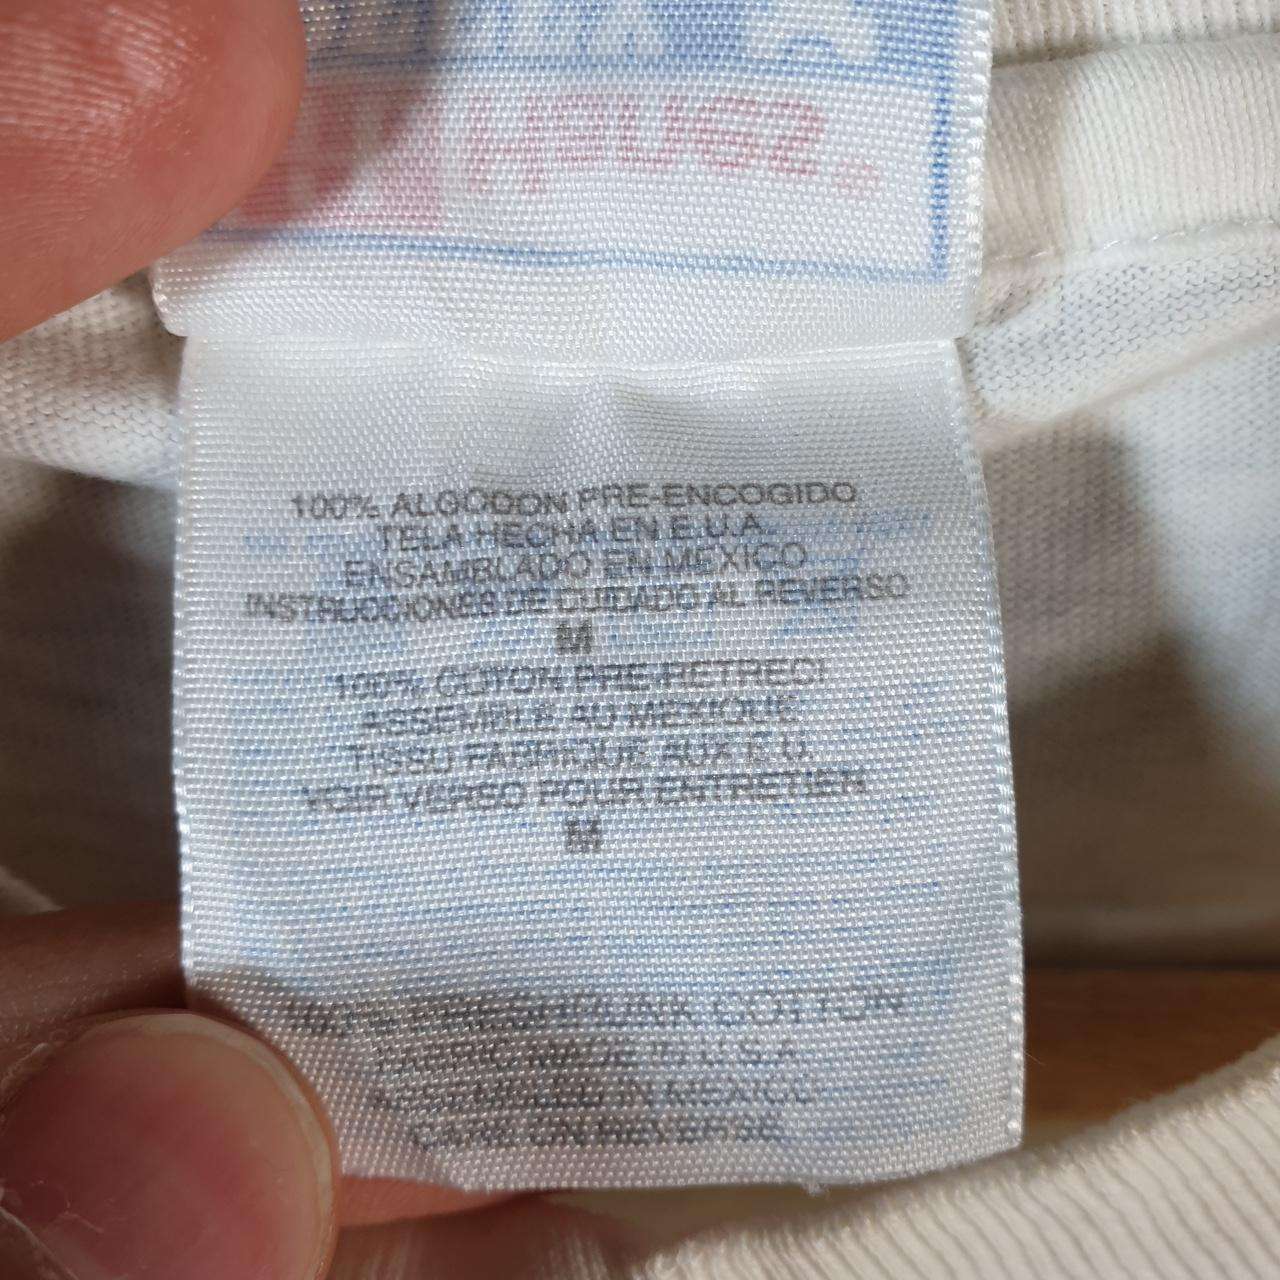 100% ALGODON PRE-ENCOGIDO
TELA HECHA EN E.U.A.
ENSAMBLADO EN MEXICO
INSTRUCCIONES DE CUIDADO AL REVERSO
M
100% COTON PRE-RETRECI
ASSEMBLE AU MEXIQUE
TISSU FABRIQUE AUX E.U.
VOIR VERSO POUR ENTRETIEN
M
100% PRESHRUNK COTTON
FABRIC MADE IN U.S.A.
ASSEMBLED IN MEXICO
CARE ON REVERSE